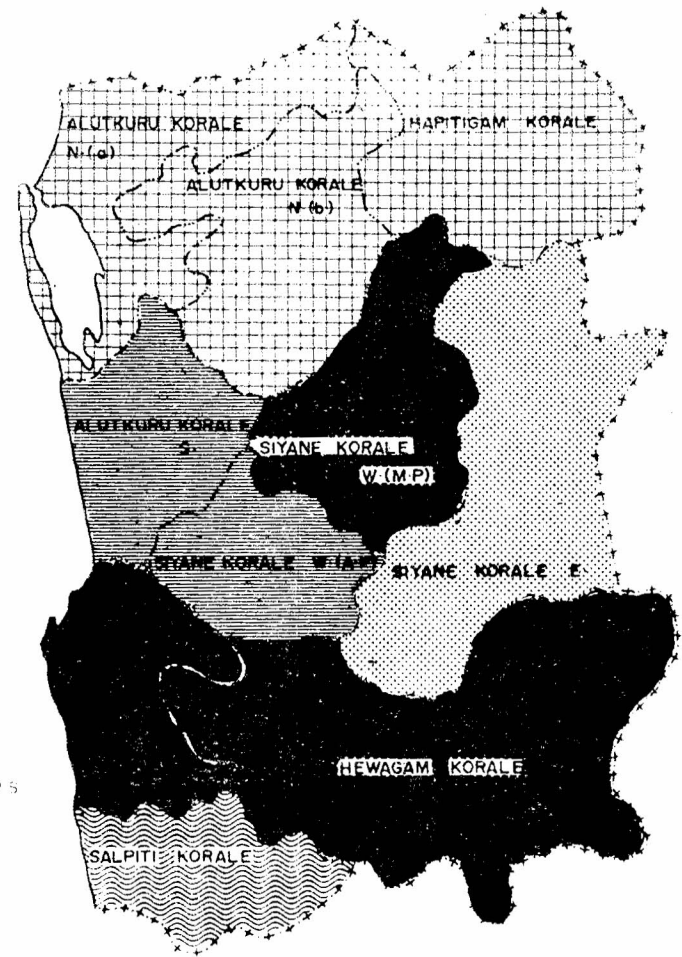 ALUTKURU KORALE
N·(a)
HAPITIGAM KORALE
ALUTKURU KORALE
N·(b)
ALUTKURU KORALE
S·
SIYANE KORALE
W·(M·P)
SIYANE KORALE W·(A·P)
SIYANE KORALE E
HEWAGAM KORALE
SALPITI KORALE